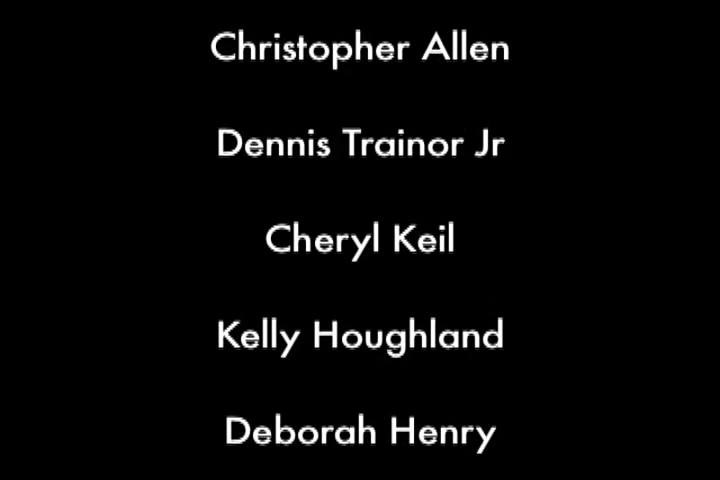 Christopher Allen
Dennis Trainor Jr
Cheryl Keil
Kelly Houghland
Deborah Henry